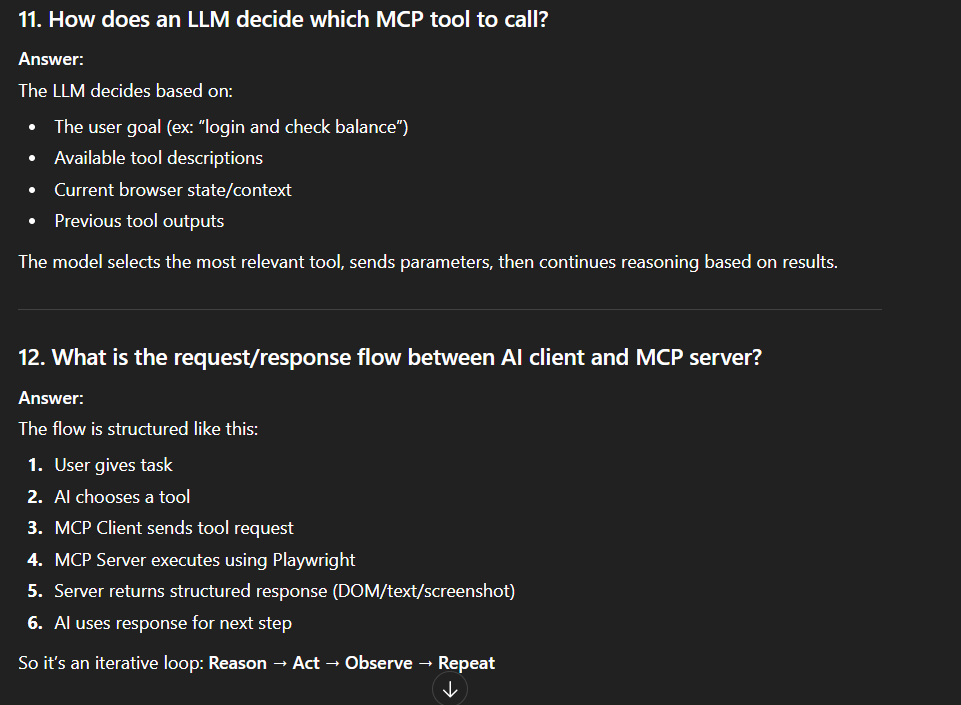 11. How does an LLM decide which MCP tool to call?
Answer:
The LLM decides based on:
• The user goal (ex: “login and check balance”)
• Available tool descriptions
• Current browser state/context
• Previous tool outputs
The model selects the most relevant tool, sends parameters, then continues reasoning based on results.
12. What is the request/response flow between AI client and MCP server?
Answer:
The flow is structured like this:
1. User gives task
2. AI chooses a tool
3. MCP Client sends tool request
4. MCP Server executes using Playwright
5. Server returns structured response (DOM/text/screenshot)
6. AI uses response for next step
So it’s an iterative loop: Reason → Act → Observe → Repeat